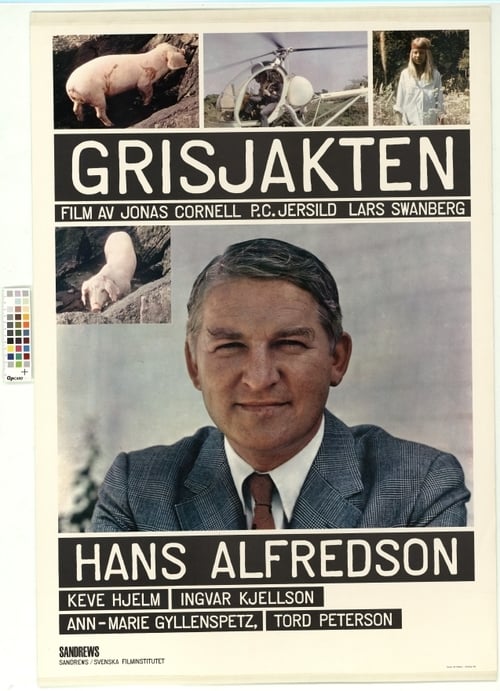 GRISJAKTEN
FILM AV JONAS CORNELL P.C. JERSILD LARS SWANBERG
HANS ALFREDSON
KEVE HJELM INGVAR KJELLSON
ANN-MARIE GYLLENSPETZ, TORD PETERSON
SANDREWS
SANDREWS / SVENSKA FILMINSTITUTET